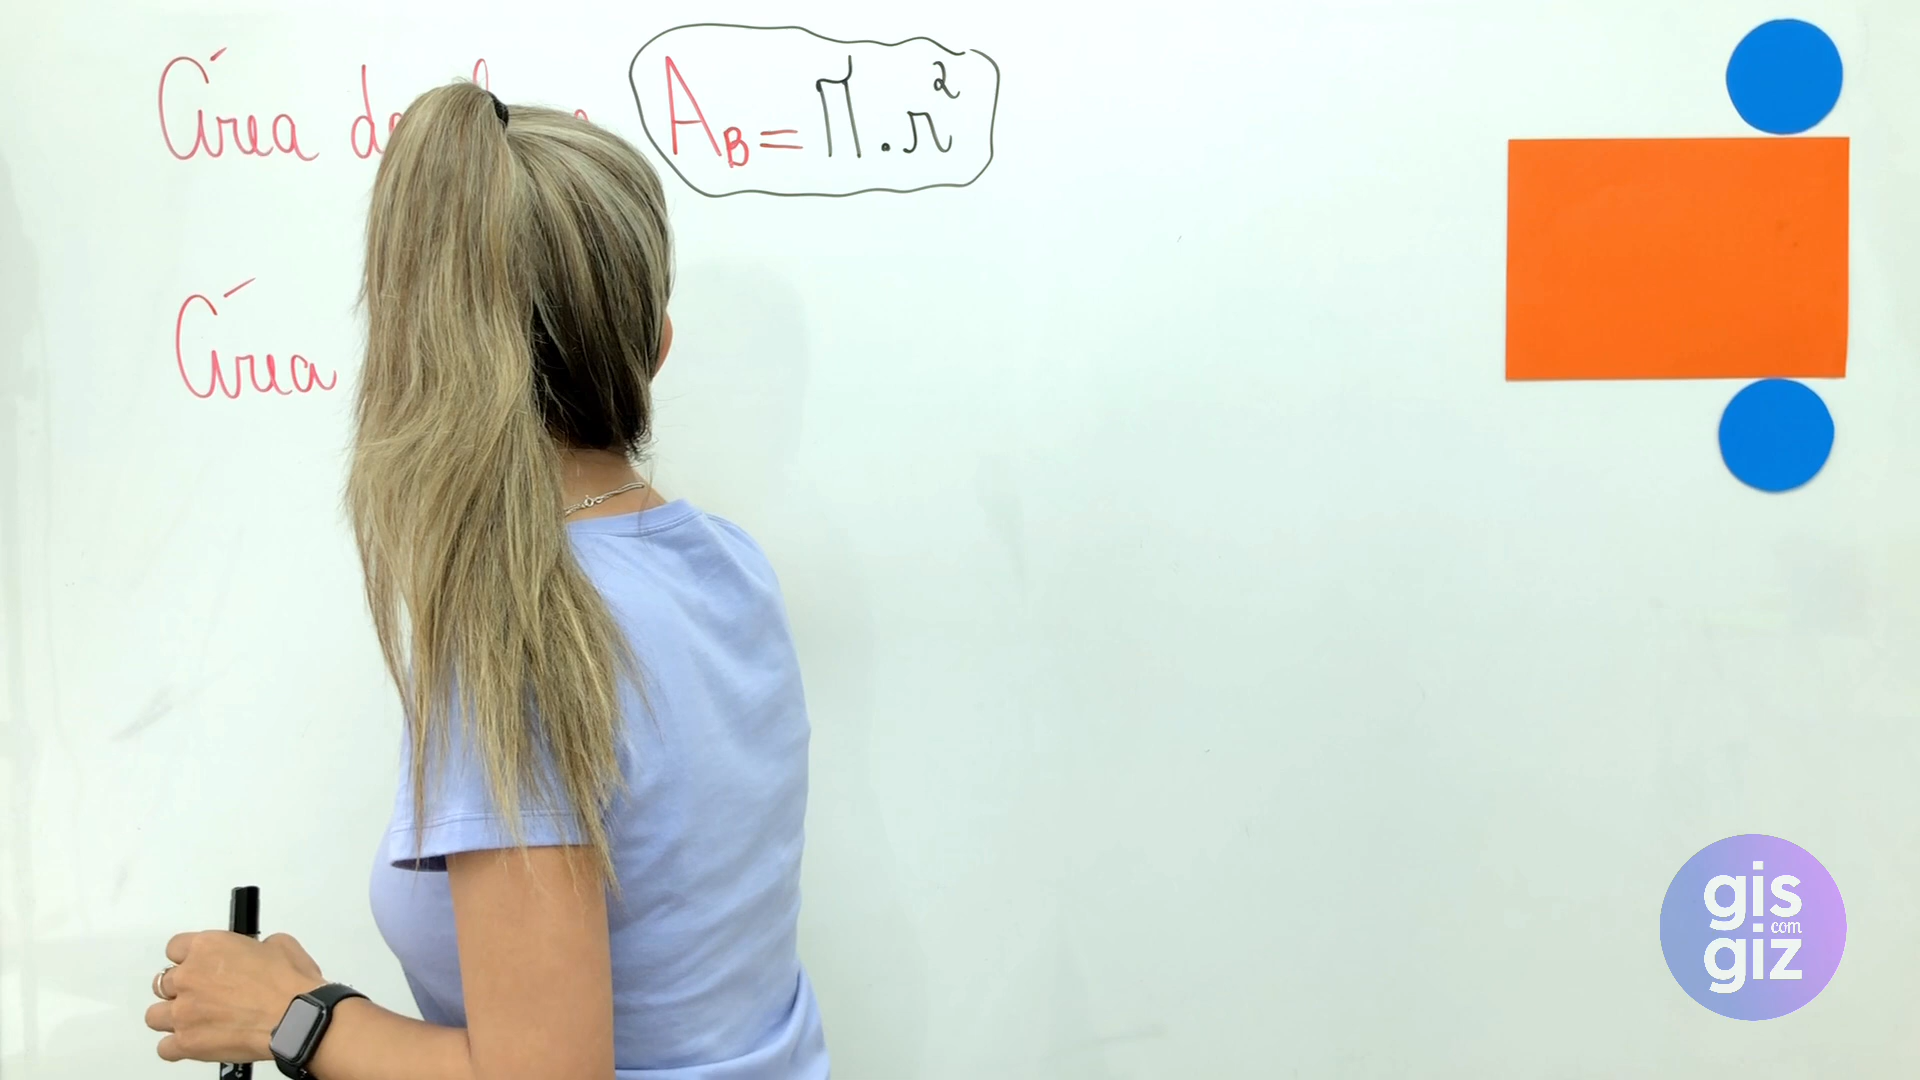 Área A_B = π . r²
Área
gis
com
giz